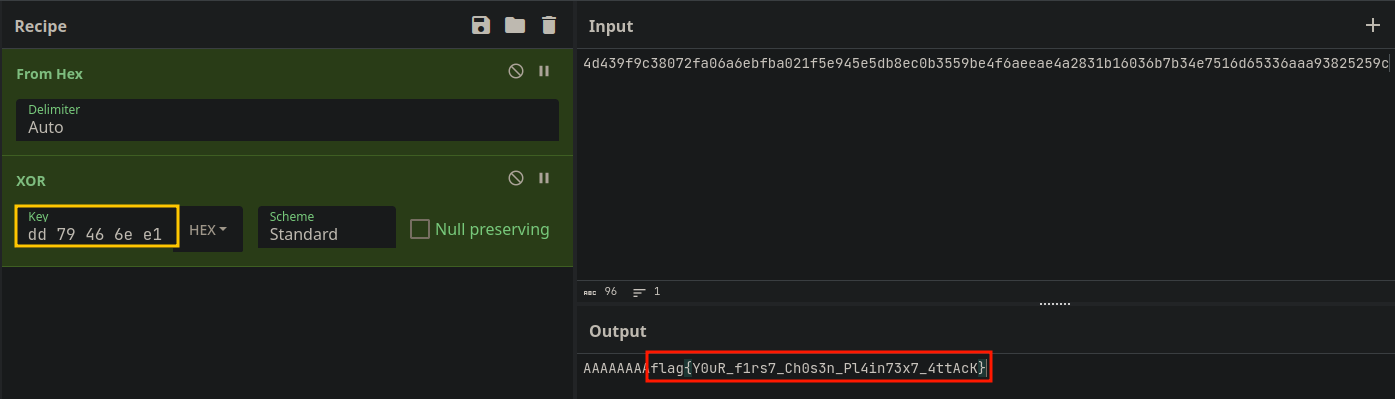 Recipe
From Hex
Delimiter
Auto
XOR
Key
dd 79 46 6e e1
HEX
Scheme
Standard
Null preserving
Input
4d439f9c38072fa06a6ebfba021f5e945e5db8ec0b3559be4f6aeeae4a2831b16036b7b34e7516d65336aaa93825259c
ABC 96
1
Output
AAAAAAAAflag{Y0uR_f1rs7_Ch0s3n_Pl4in73x7_4ttAcK}